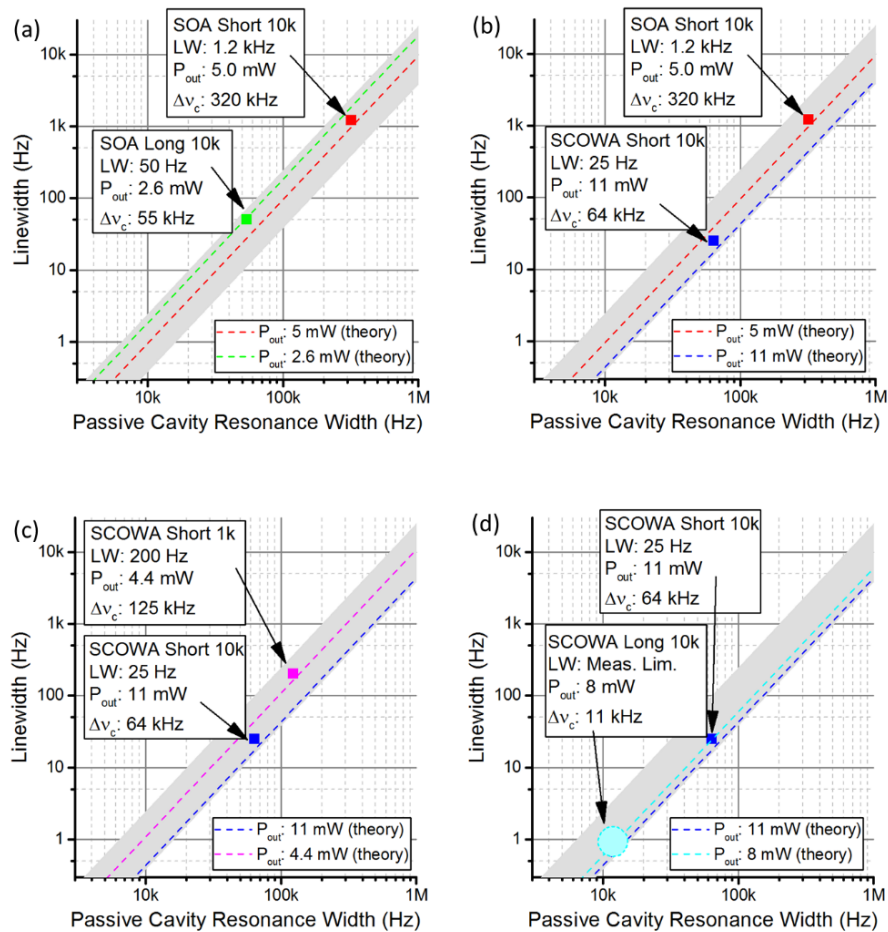 (a)
10k
1k
100
10
1
Linewidth (Hz)
SOA Short 10k
LW: 1.2 kHz
Pout: 5.0 mW
Δνc: 320 kHz
SOA Long 10k
LW: 50 Hz
Pout: 2.6 mW
Δνc: 55 kHz
Pout: 5 mW (theory)
Pout: 2.6 mW (theory)
10k 100k 1M
Passive Cavity Resonance Width (Hz)
(b)
10k
1k
100
10
1
Linewidth (Hz)
SOA Short 10k
LW: 1.2 kHz
Pout: 5.0 mW
Δνc: 320 kHz
SCOWA Short 10k
LW: 25 Hz
Pout: 11 mW
Δνc: 64 kHz
Pout: 5 mW (theory)
Pout: 11 mW (theory)
10k 100k 1M
Passive Cavity Resonance Width (Hz)
(c)
10k
1k
100
10
1
Linewidth (Hz)
SCOWA Short 1k
LW: 200 Hz
Pout: 4.4 mW
Δνc: 125 kHz
SCOWA Short 10k
LW: 25 Hz
Pout: 11 mW
Δνc: 64 kHz
Pout: 11 mW (theory)
Pout: 4.4 mW (theory)
10k 100k 1M
Passive Cavity Resonance Width (Hz)
(d)
10k
1k
100
10
1
Linewidth (Hz)
SCOWA Short 10k
LW: 25 Hz
Pout: 11 mW
Δνc: 64 kHz
SCOWA Long 10k
LW: Meas. Lim.
Pout: 8 mW
Δνc: 11 kHz
Pout: 11 mW (theory)
Pout: 8 mW (theory)
10k 100k 1M
Passive Cavity Resonance Width (Hz)